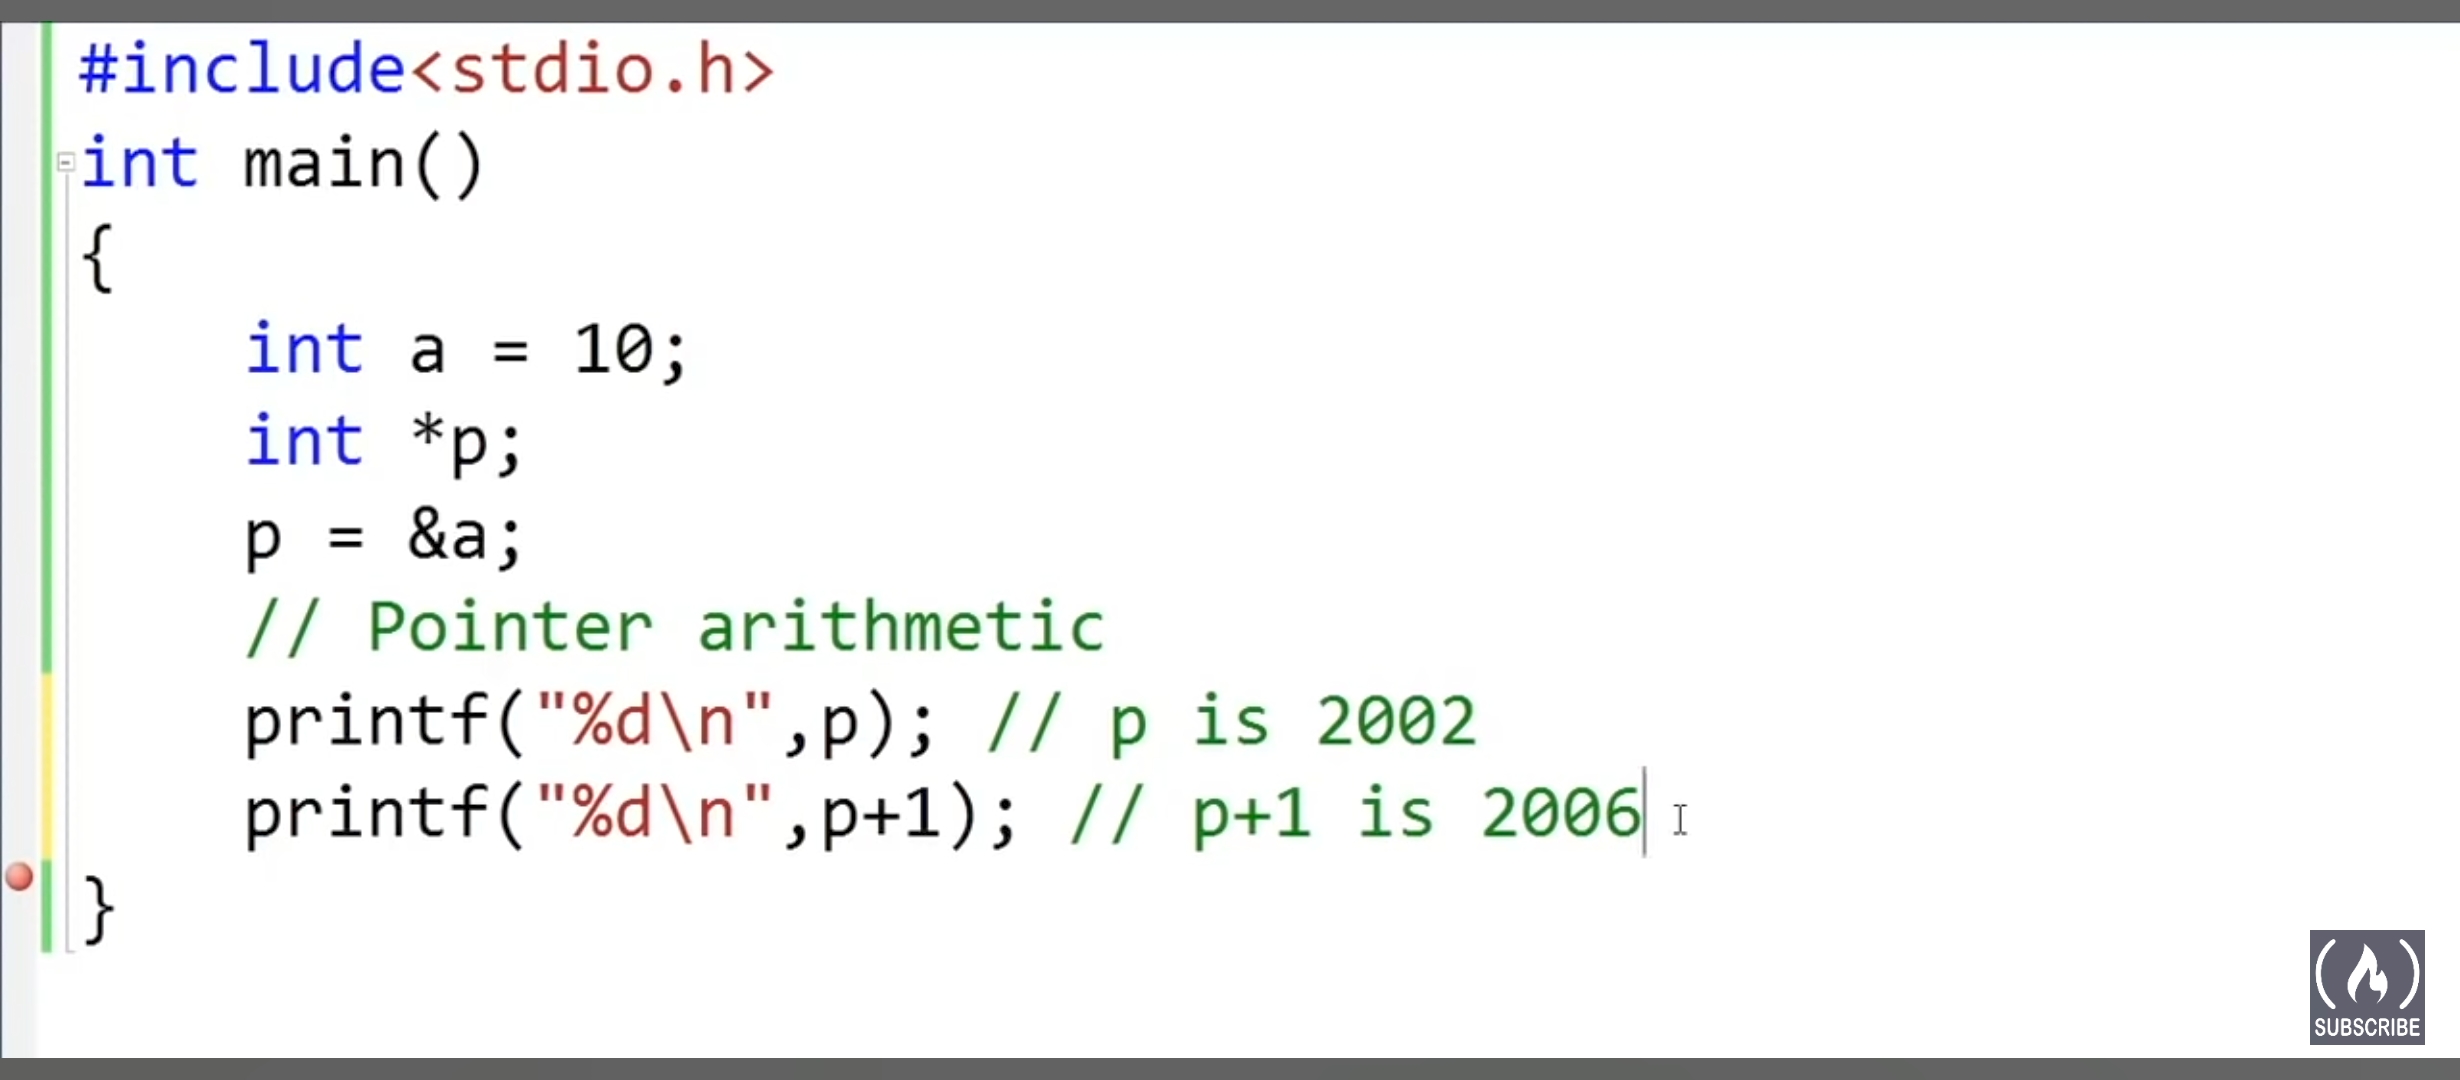 #include<stdio.h>
int main()
{
    int a = 10;
    int *p;
    p = &a;
    // Pointer arithmetic
    printf("%d\n",p); // p is 2002
    printf("%d\n",p+1); // p+1 is 2006
}
SUBSCRIBE